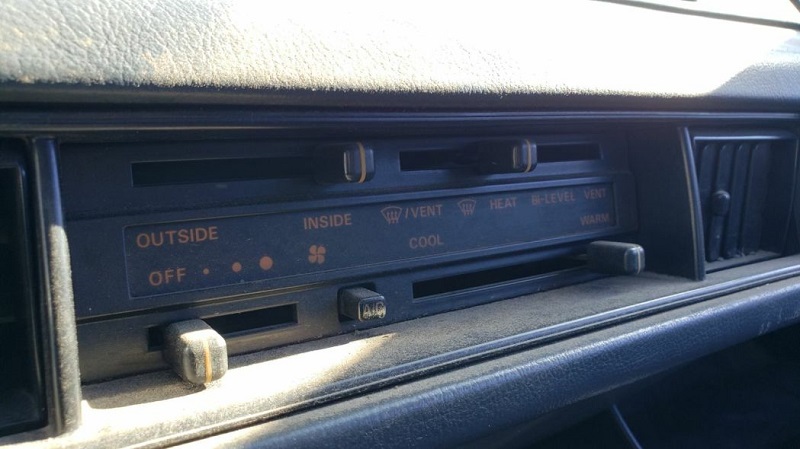 OUTSIDE INSIDE /VENT HEAT BI-LEVEL VENT
OFF COOL WARM
A/C